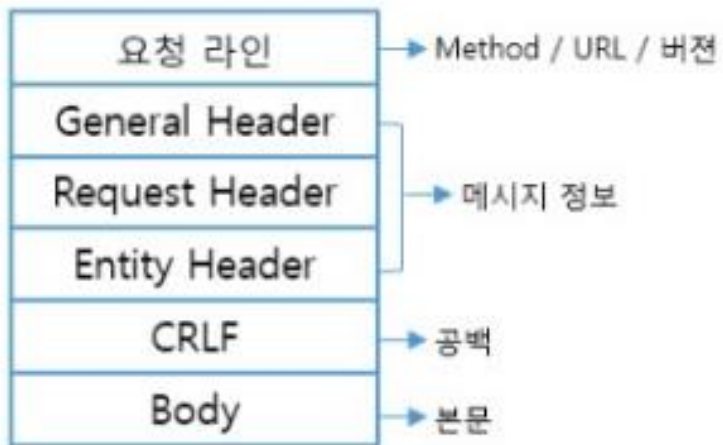 요청 라인
Method / URL / 버젼
General Header
Request Header
메시지 정보
Entity Header
CRLF
공백
Body
본문